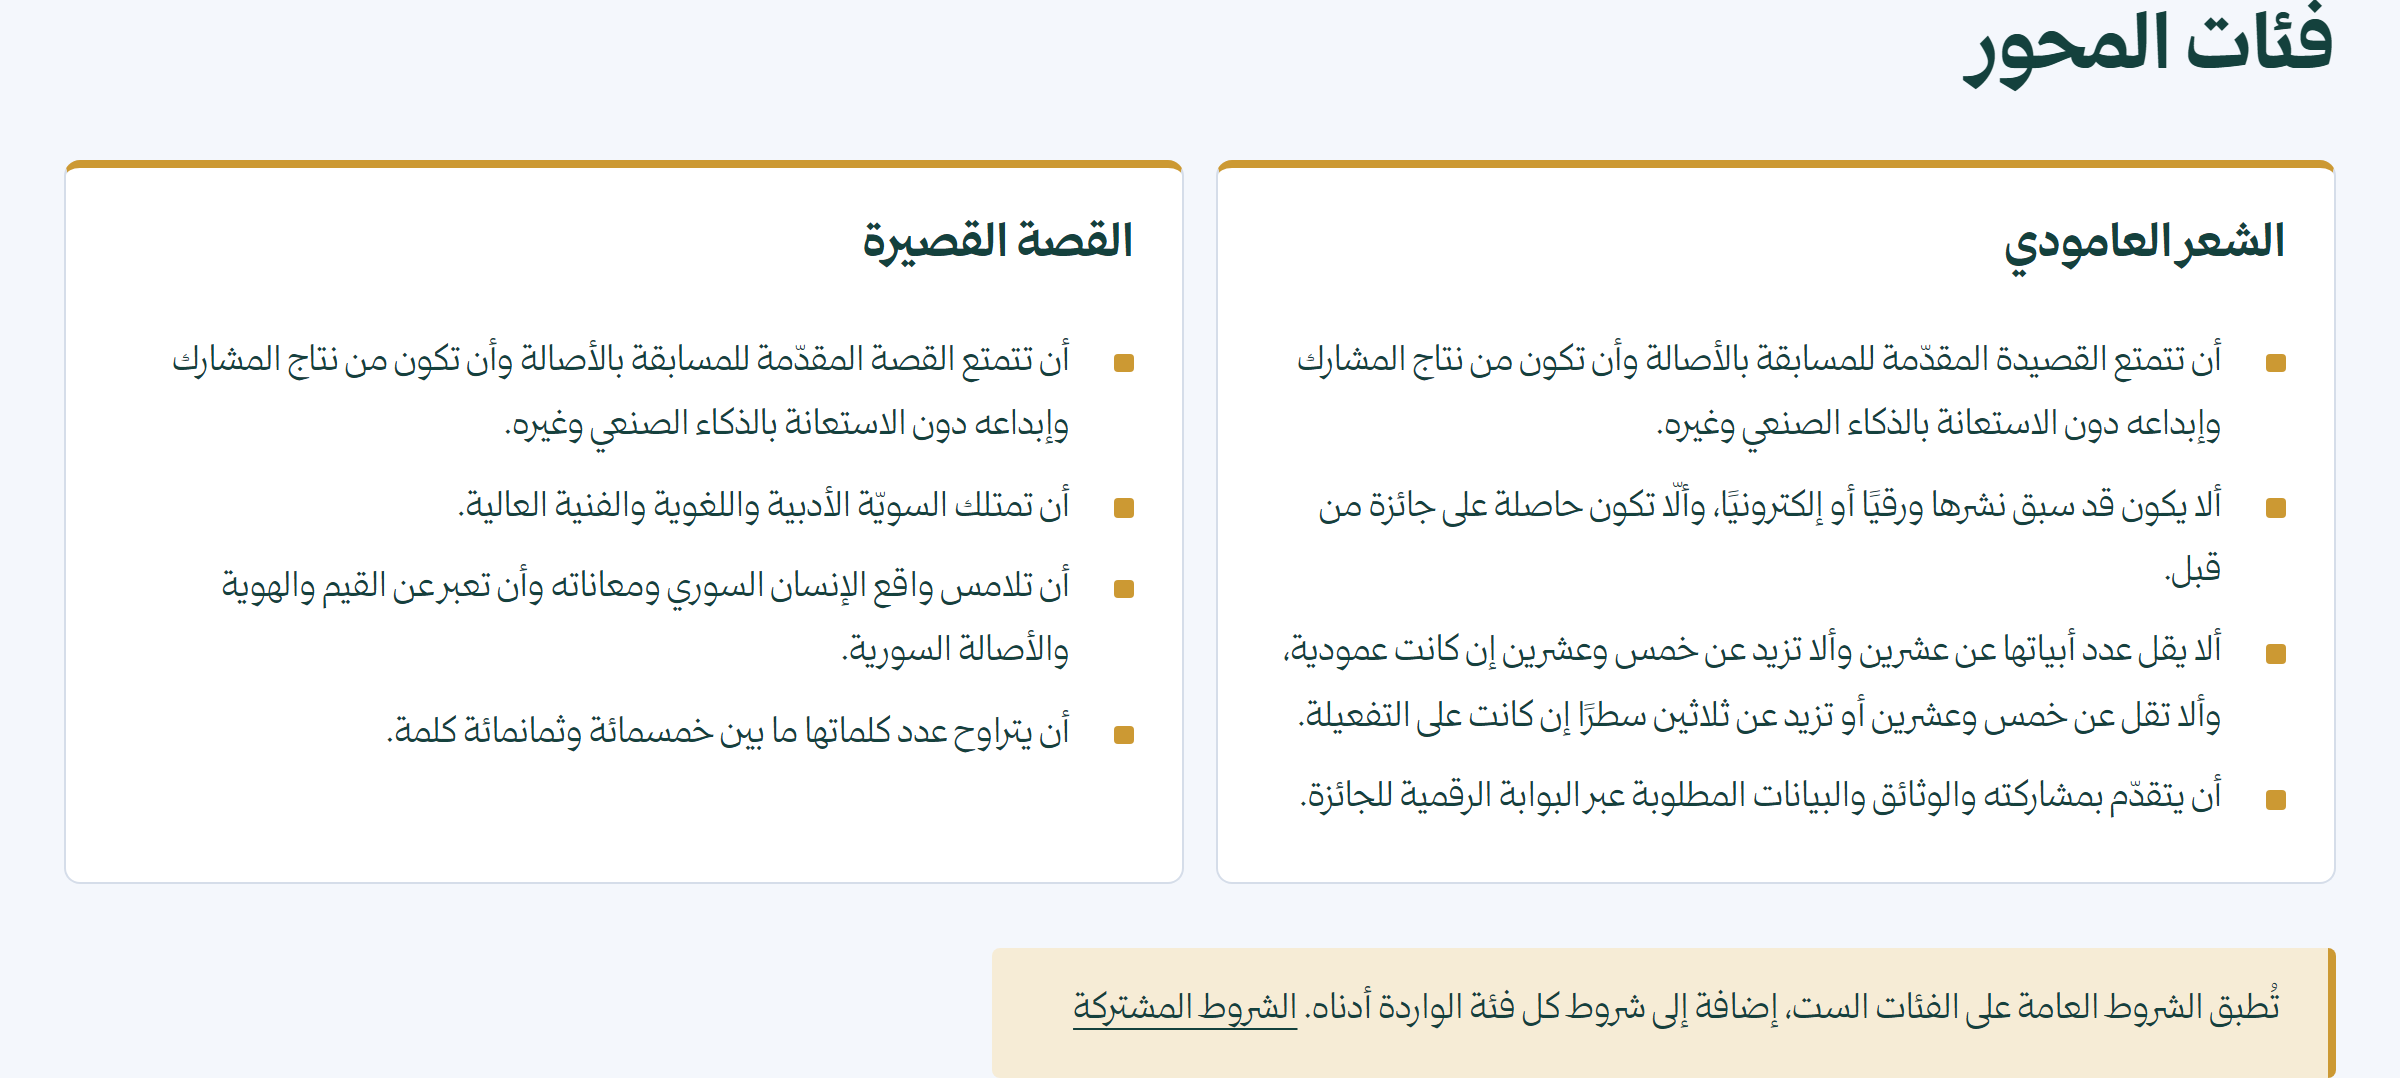 فئات المحور
الشعر العامودي
أن تتمتع القصيدة المقدّمة للمسابقة بالأصالة وأن تكون من نتاج المشارك
وإبداعه دون الاستعانة بالذكاء الصنعي وغيره.
ألا يكون قد سبق نشرها ورقيًا أو إلكترونيًا، وألّا تكون حاصلة على جائزة من
قبل.
ألا يقل عدد أبياتها عن عشرين وألا تزيد عن خمس وعشرين إن كانت عمودية،
وألا تقل عن خمس وعشرين أو تزيد عن ثلاثين سطرًا إن كانت على التفعيلة.
أن يتقدّم بمشاركته والوثائق والبيانات المطلوبة عبر البوابة الرقمية للجائزة.
القصة القصيرة
أن تتمتع القصة المقدّمة للمسابقة بالأصالة وأن تكون من نتاج المشارك
وإبداعه دون الاستعانة بالذكاء الصنعي وغيره.
أن تمتلك السويّة الأدبية واللغوية والفنية العالية.
أن تلامس واقع الإنسان السوري ومعاناته وأن تعبر عن القيم والهوية
والأصالة السورية.
أن يتراوح عدد كلماتها ما بين خمسمائة وثمانمائة كلمة.
تُطبق الشروط العامة على الفئات الست، إضافة إلى شروط كل فئة الواردة أدناه. الشروط المشتركة